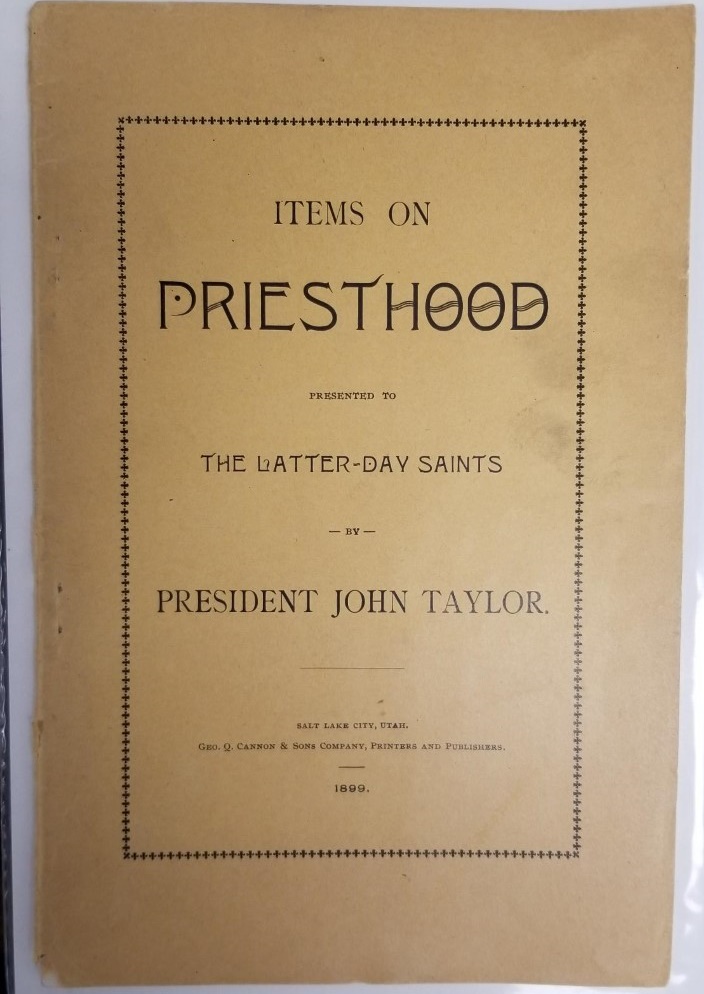 ITEMS ON
PRIESTHOOD
PRESENTED TO
THE LATTER-DAY SAINTS
— BY —
PRESIDENT JOHN TAYLOR.
SALT LAKE CITY, UTAH.
GEO. Q. CANNON & SONS COMPANY, PRINTERS AND PUBLISHERS.
1899.